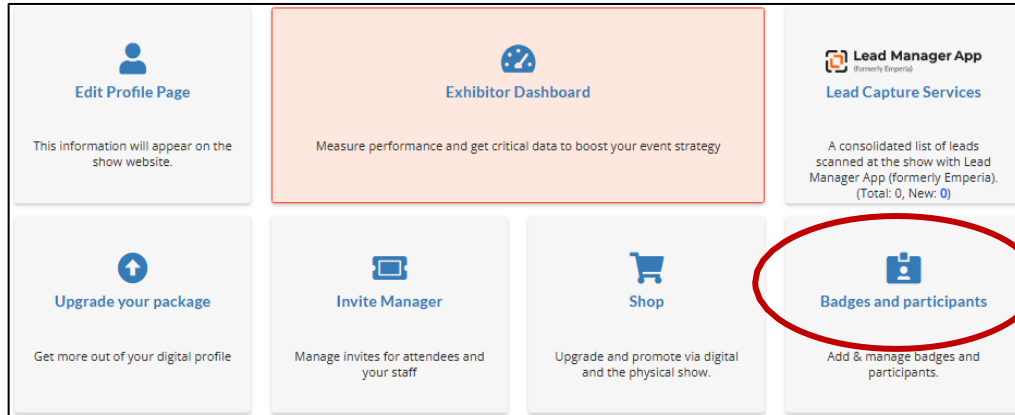 Edit Profile Page
This information will appear on the
show website.
Exhibitor Dashboard
Measure performance and get critical data to boost your event strategy
Lead Manager App
(formerly Emperia)
Lead Capture Services
A consolidated list of leads
scanned at the show with Lead
Manager App (formerly Emperia).
(Total: 0, New: 0)
Upgrade your package
Get more out of your digital profile
Invite Manager
Manage invites for attendees and
your staff
Shop
Upgrade and promote via digital
and the physical show.
Badges and participants
Add & manage badges and
participants.